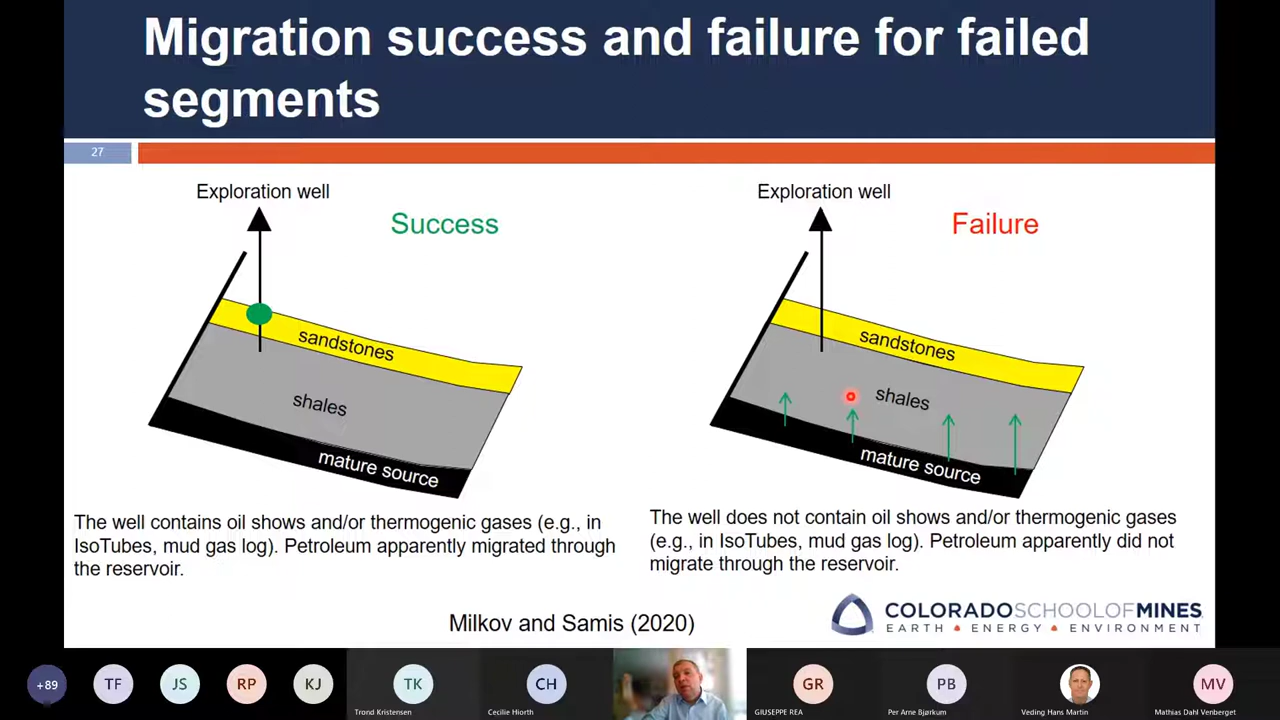 Migration success and failure for failed
segments
27
Exploration well
Success
sandstones
shales
mature source
The well contains oil shows and/or thermogenic gases (e.g., in
IsoTubes, mud gas log). Petroleum apparently migrated through
the reservoir.
Exploration well
Failure
sandstones
shales
mature source
The well does not contain oil shows and/or thermogenic gases
(e.g., in IsoTubes, mud gas log). Petroleum apparently did not
migrate through the reservoir.
Milkov and Samis (2020)
COLORADOSCHOOLOFMINES
EARTH ENERGY ENVIRONMENT
+89
TF
JS
RP
KJ
TK
Trond Kristensen
CH
Cecilie Hiorth
GR
GIUSEPPE REA
PB
Per Arne Bjørkum
Veding Hans Martin
MV
Mathias Dahl Venberget